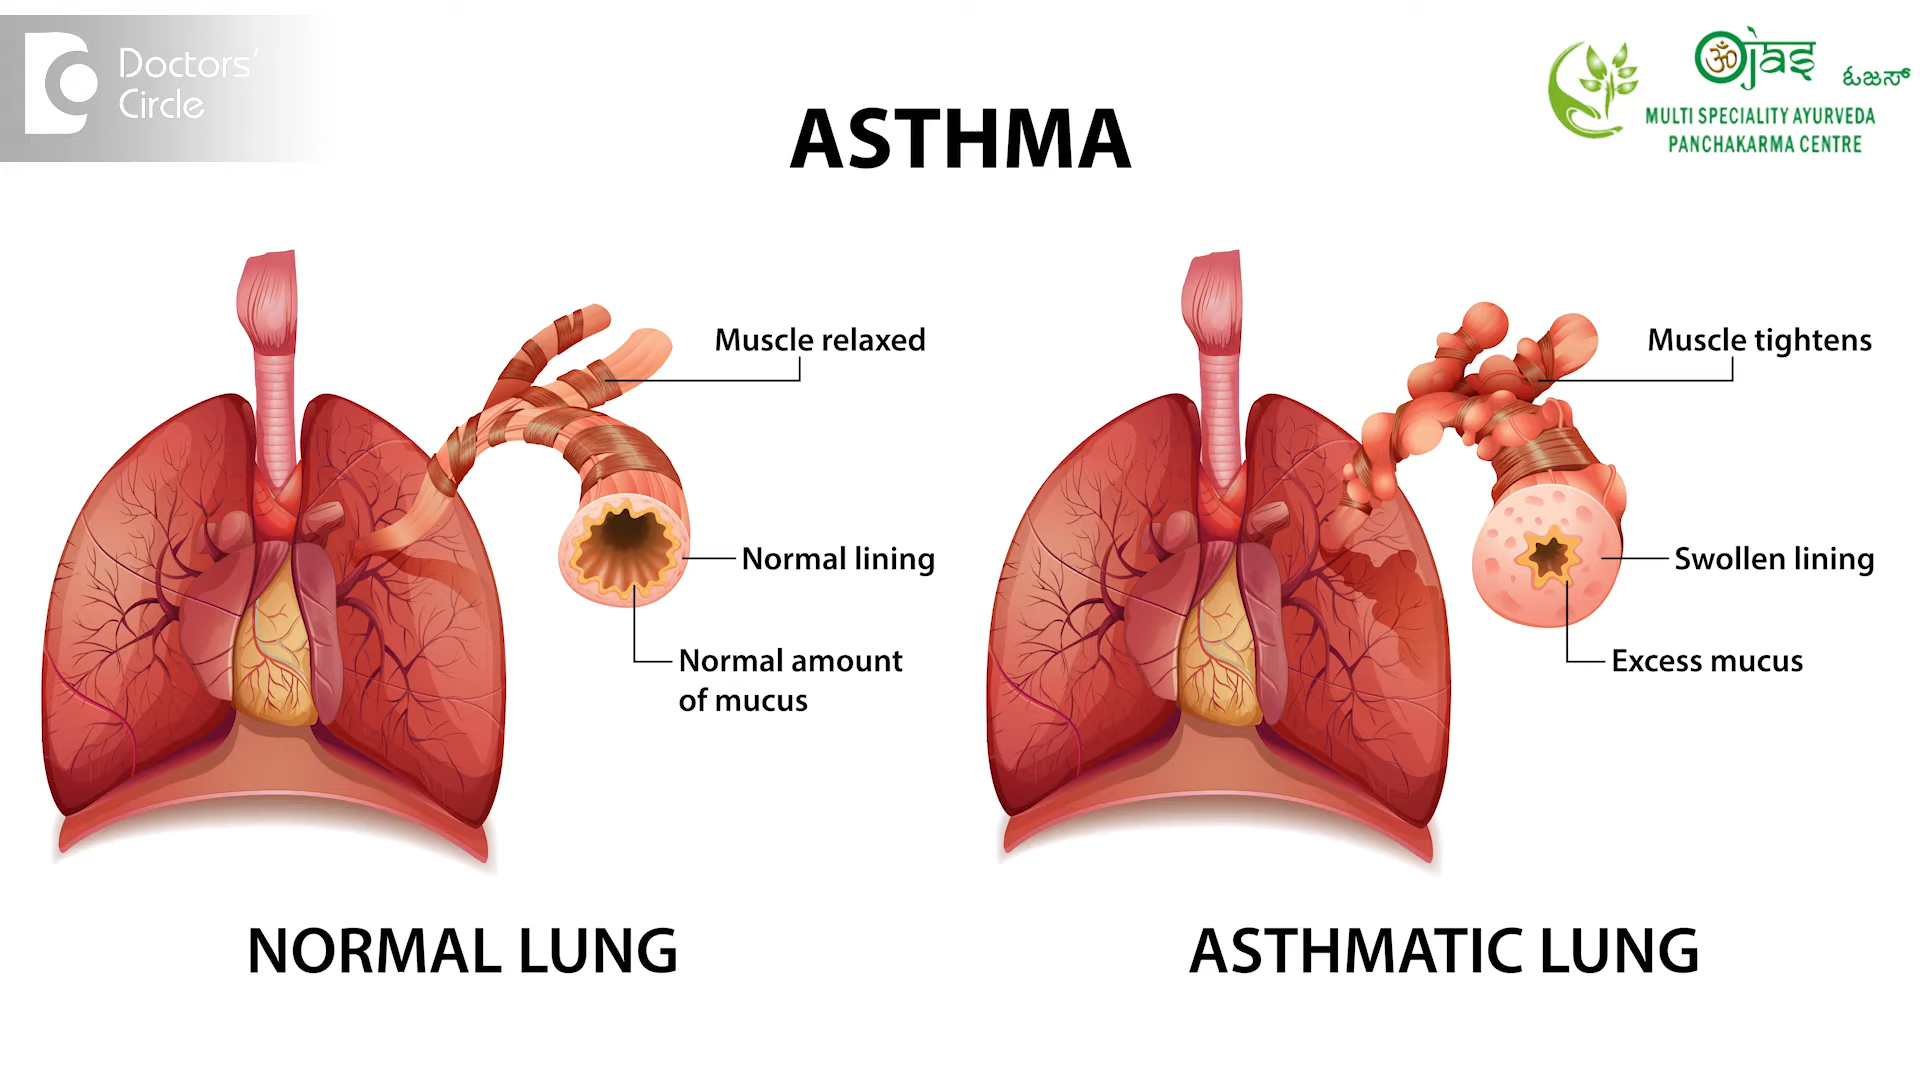 Doctors'
Circle
Ojas ಓಜಸ್
MULTI SPECIALITY AYURVEDA
PANCHAKARMA CENTRE
ASTHMA
Muscle relaxed
Normal lining
Normal amount
of mucus
NORMAL LUNG
Muscle tightens
Swollen lining
Excess mucus
ASTHMATIC LUNG